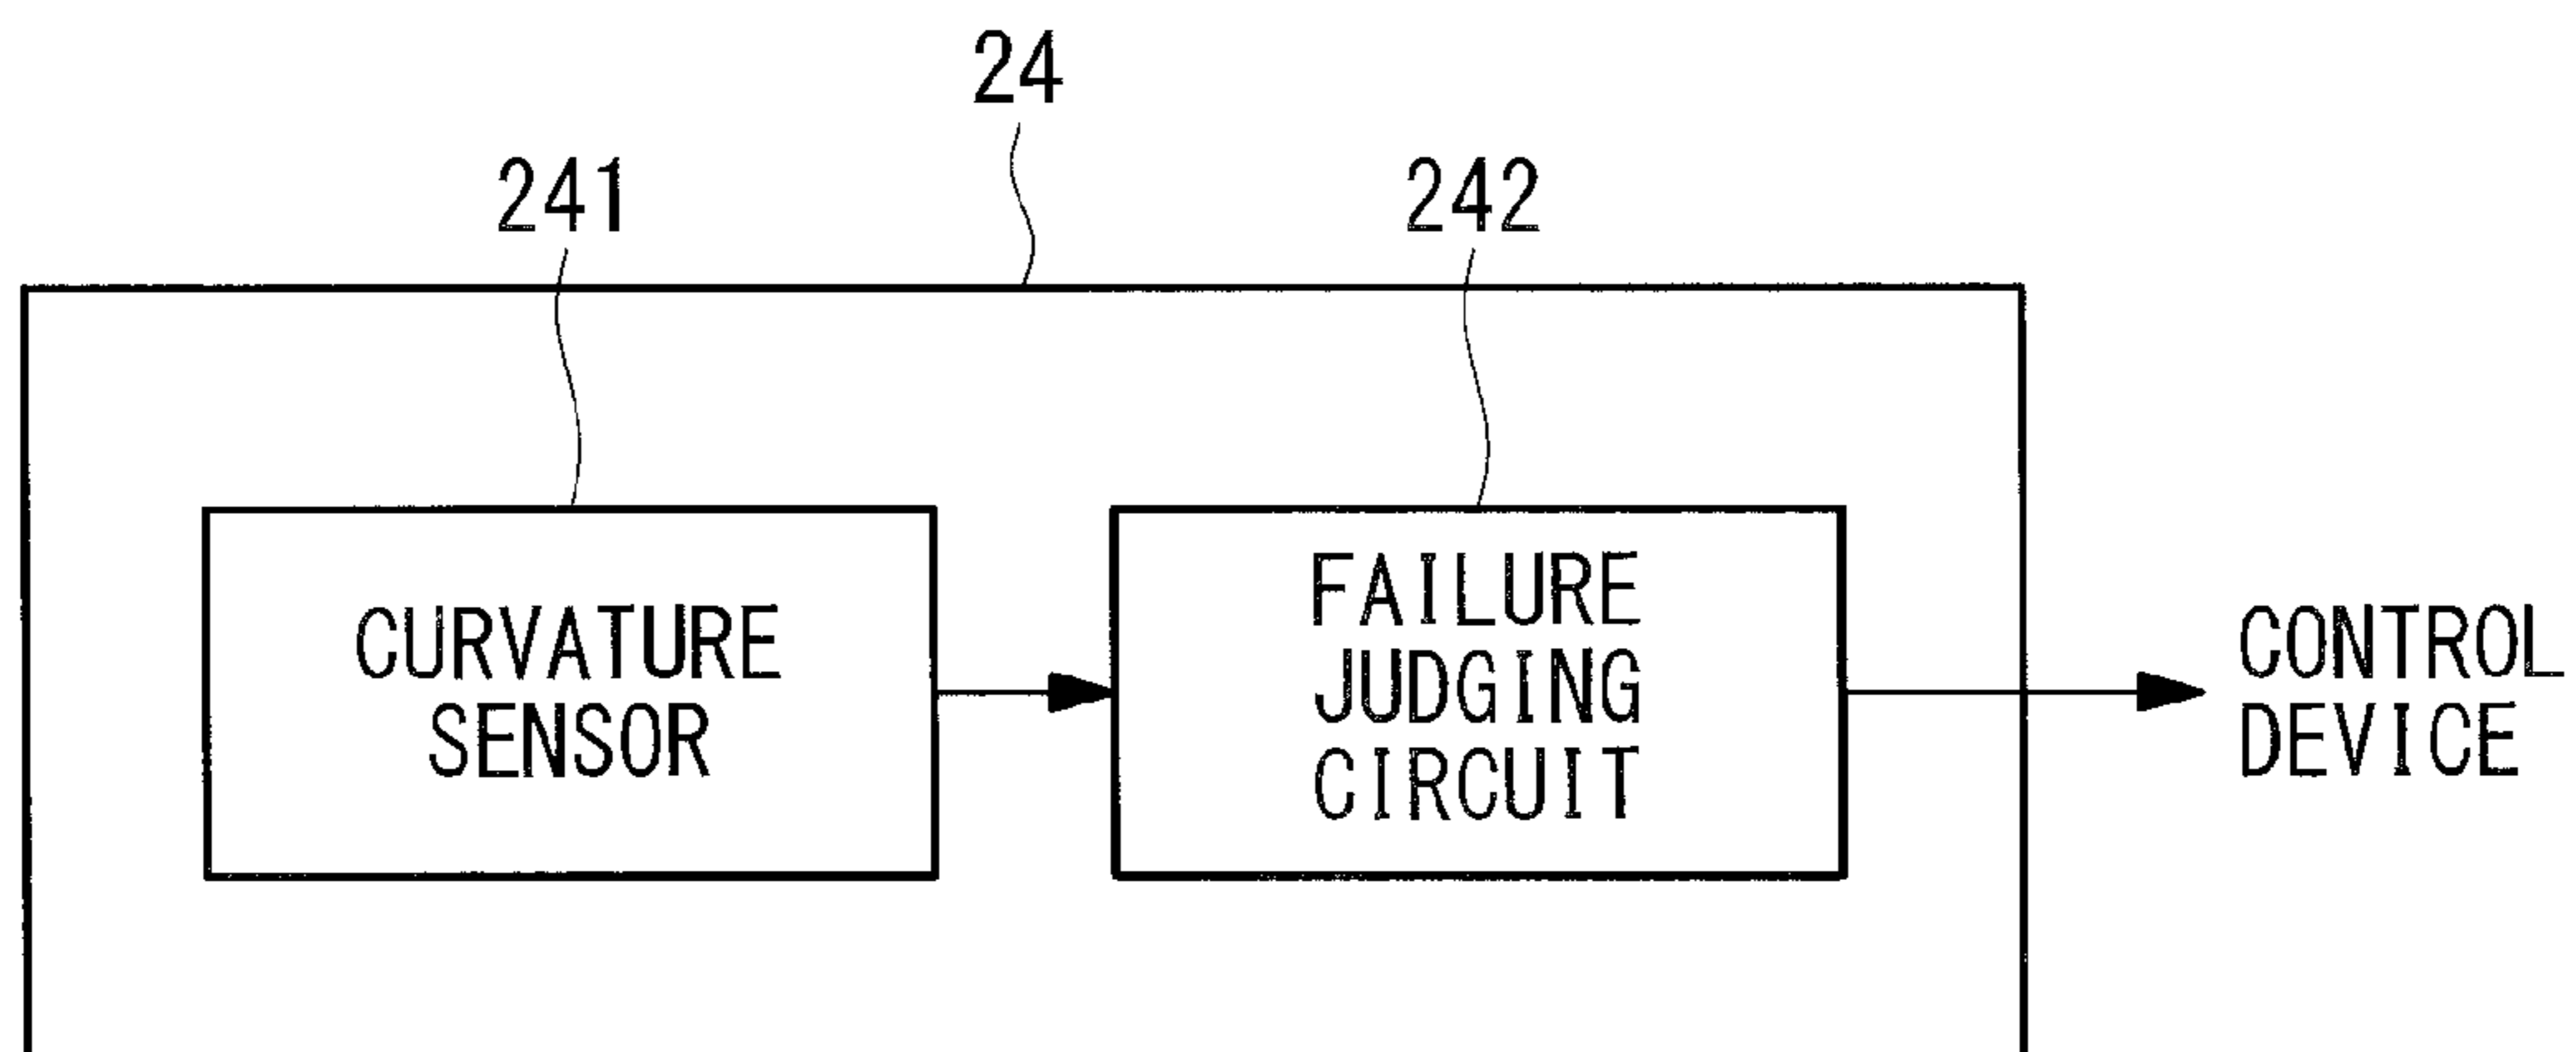 24
241
242
CURVATURE
SENSOR
FAILURE
JUDGING
CIRCUIT
CONTROL
DEVICE